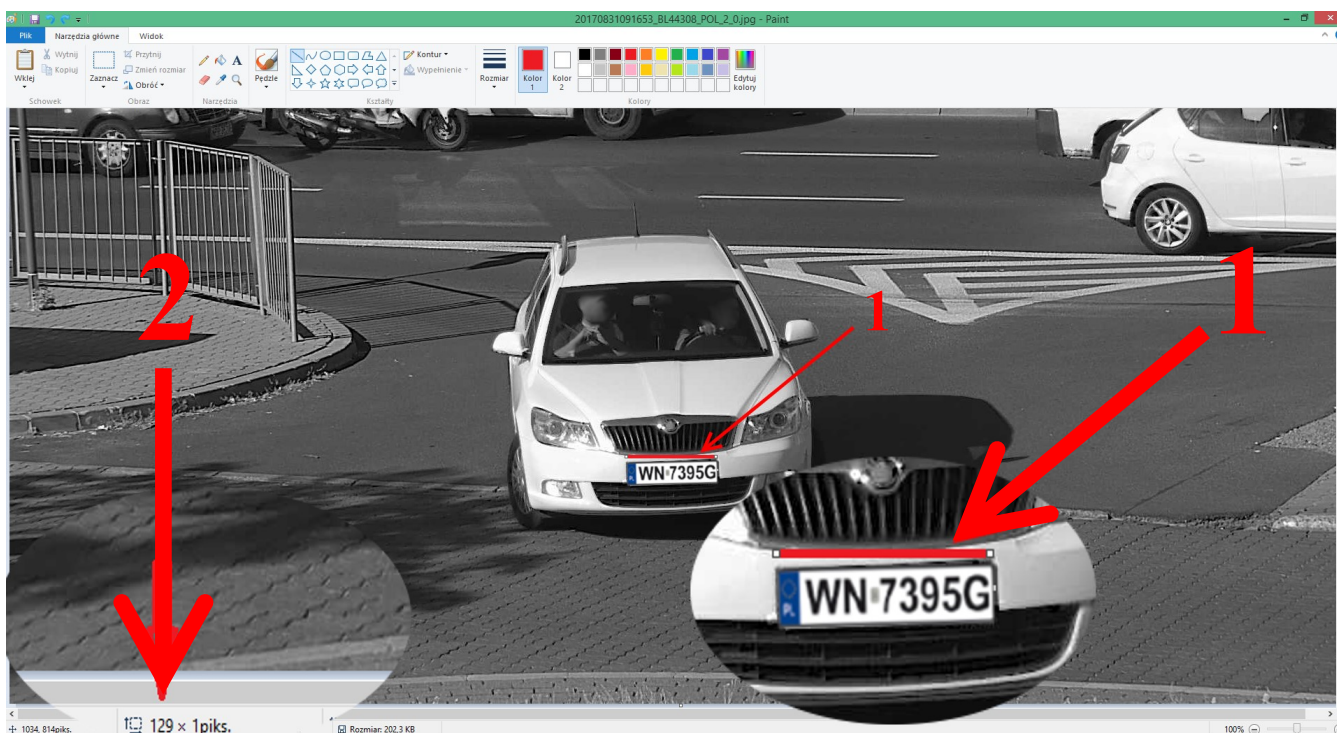 20170831091653_BL44308_POL_2_0.jpg - Paint
Plik Narzędzia główne Widok
Wklej
Wytnij
Kopiuj
Schowek
Zaznacz
Przytnij
Zmień rozmiar
Obróć
Obraz
A
Narzędzia
Pędzle
Kontur
Wypełnienie
Kształty
Rozmiar
Kolor
1
Kolor
2
Edytuj
kolory
Kolory
2
1
1
WN 7395G
PL WN 7395G
1034, 814piks.
129 × 1piks.
Rozmiar: 202,3 KB
100%